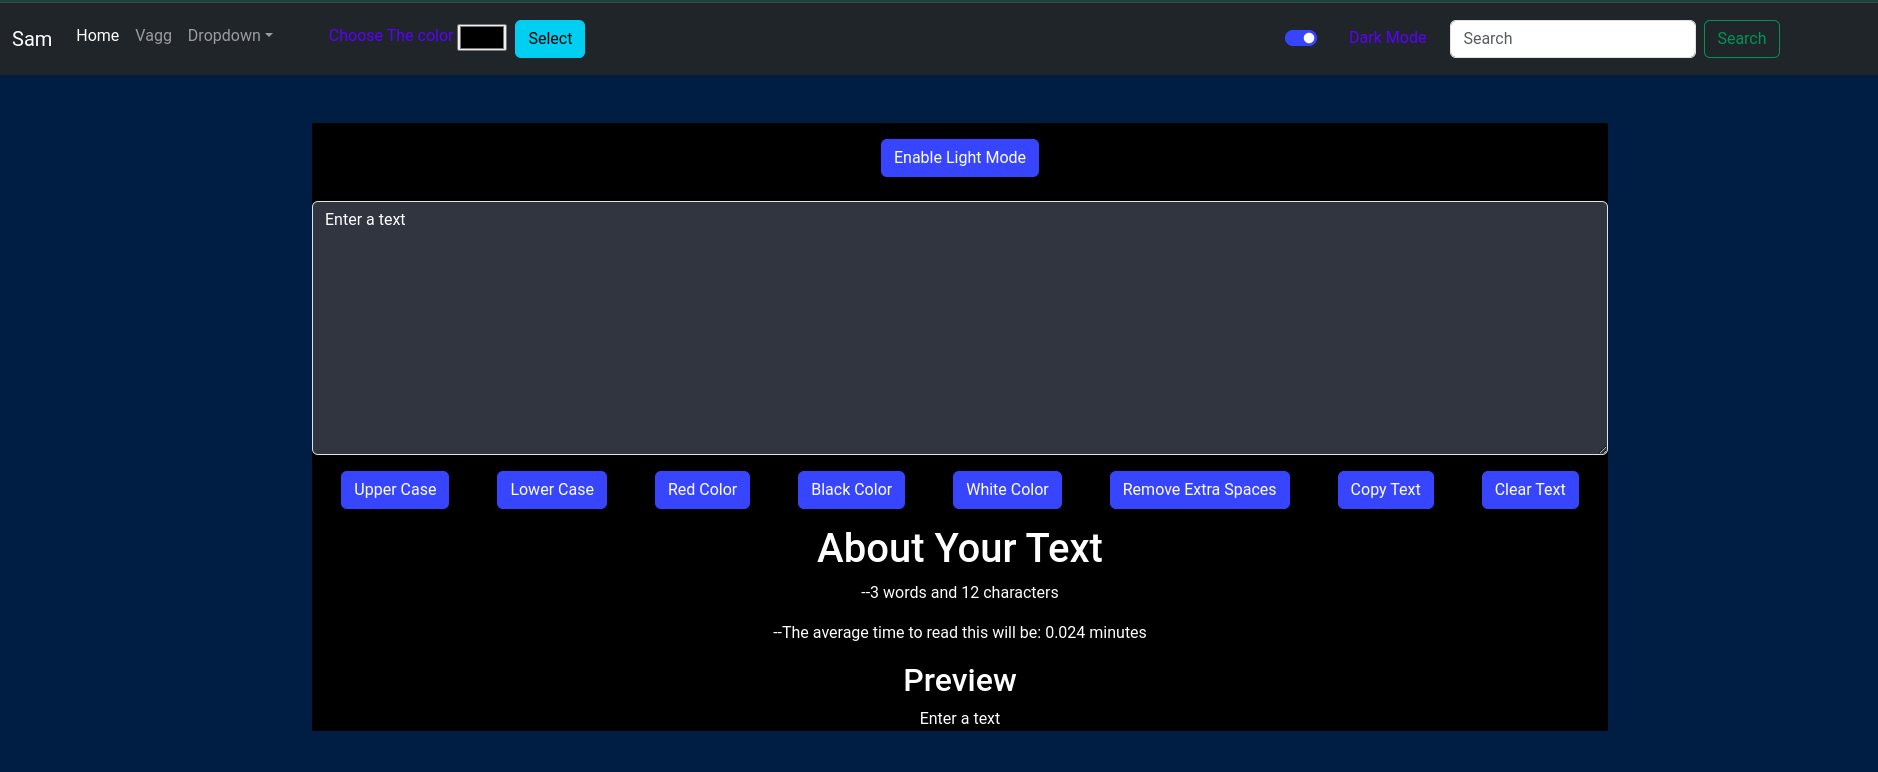 Sam Home Vagg Dropdown Choose The color Select Dark Mode Search Search
Enable Light Mode
Enter a text
Upper Case Lower Case Red Color Black Color White Color Remove Extra Spaces Copy Text Clear Text
About Your Text
--3 words and 12 characters
--The average time to read this will be: 0.024 minutes
Preview
Enter a text